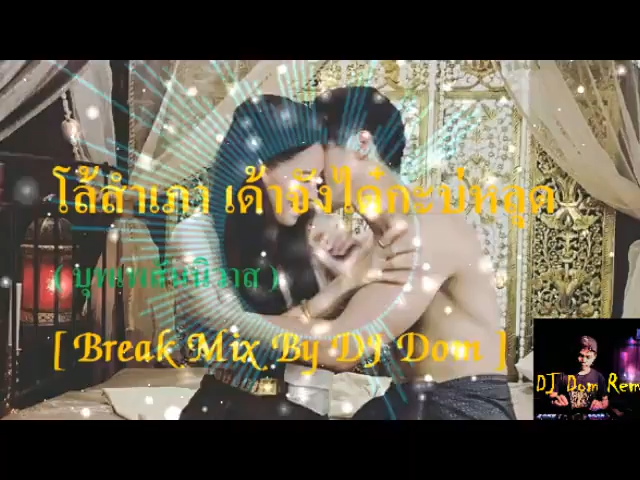 โล้สำเภา เด้าจังได๋กะบ่หลุด
( บุพเพสันนิวาส )
[ Break Mix By DJ Dom ]
DJ Dom Rem